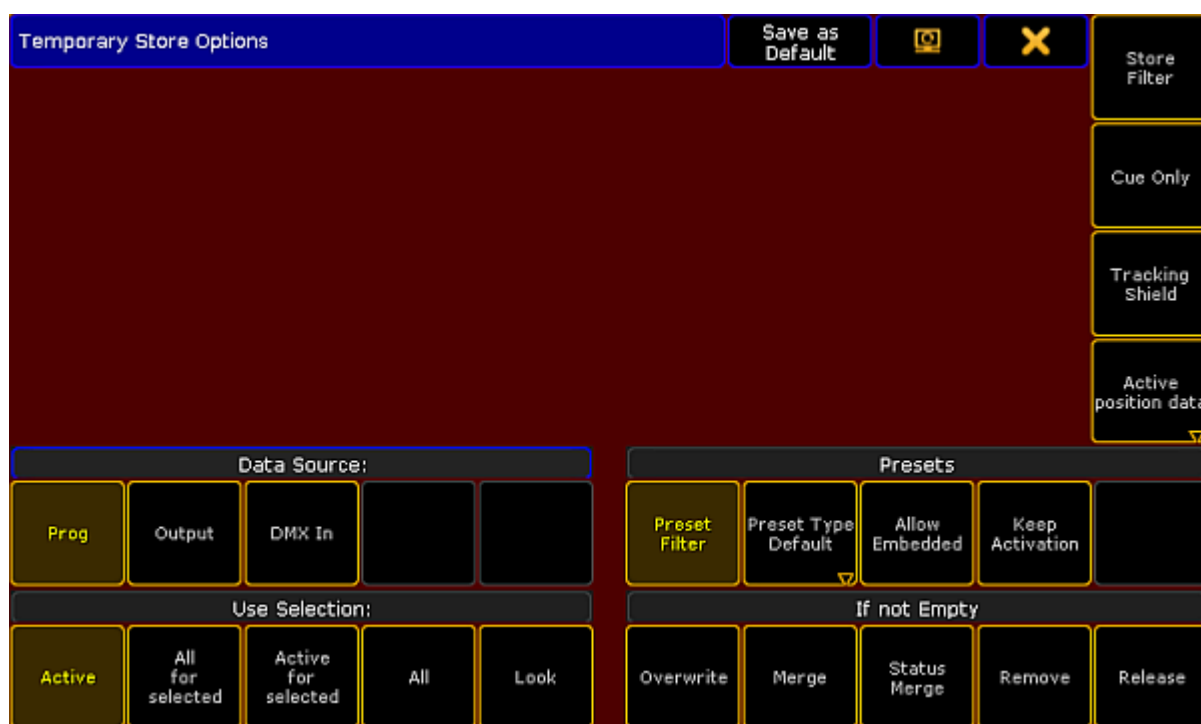 Temporary Store Options
Save as
Default
Store
Filter
Cue Only
Tracking
Shield
Active
position data
Data Source:
Presets
Prog
Output
DMX In
Preset
Filter
Preset Type
Default
Allow
Embedded
Keep
Activation
Use Selection:
If not Empty
Active
All
for
selected
Active
for
selected
All
Look
Overwrite
Merge
Status
Merge
Remove
Release